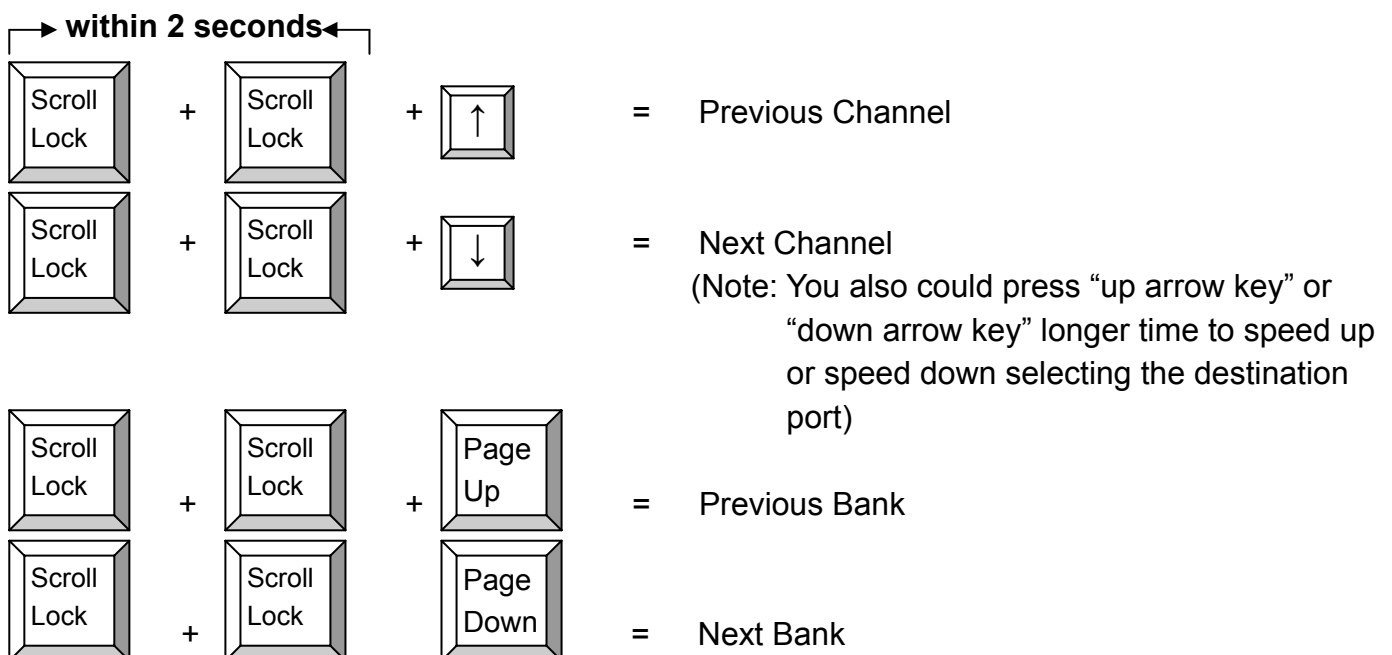 within 2 seconds
Scroll Lock + Scroll Lock + ↑ = Previous Channel
Scroll Lock + Scroll Lock + ↓ = Next Channel
(Note: You also could press “up arrow key” or
“down arrow key” longer time to speed up
or speed down selecting the destination
port)
Scroll Lock + Scroll Lock + Page Up = Previous Bank
Scroll Lock + Scroll Lock Page Down = Next Bank